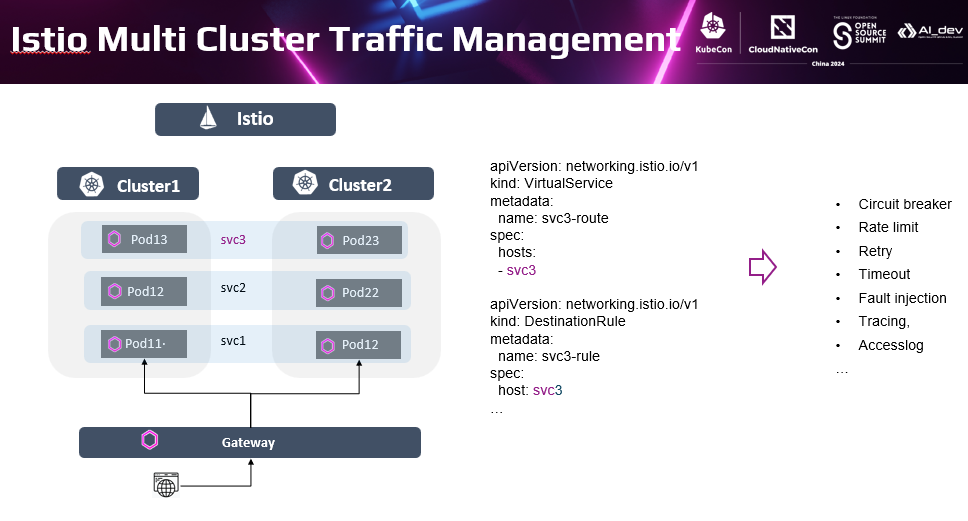 Istio Multi Cluster Traffic Management
KubeCon
CloudNativeCon
THE LINUX FOUNDATION
OPEN
SOURCE
SUMMIT
AI_dev
China 2024
Istio
Cluster1
Cluster2
Pod13
svc3
Pod23
Pod12
svc2
Pod22
Pod11·
svc1
Pod12
Gateway
apiVersion: networking.istio.io/v1
kind: VirtualService
metadata:
name: svc3-route
spec:
hosts:
- svc3
apiVersion: networking.istio.io/v1
kind: DestinationRule
metadata:
name: svc3-rule
spec:
host: svc3
…
• Circuit breaker
• Rate limit
• Retry
• Timeout
• Fault injection
• Tracing,
• Accesslog
…